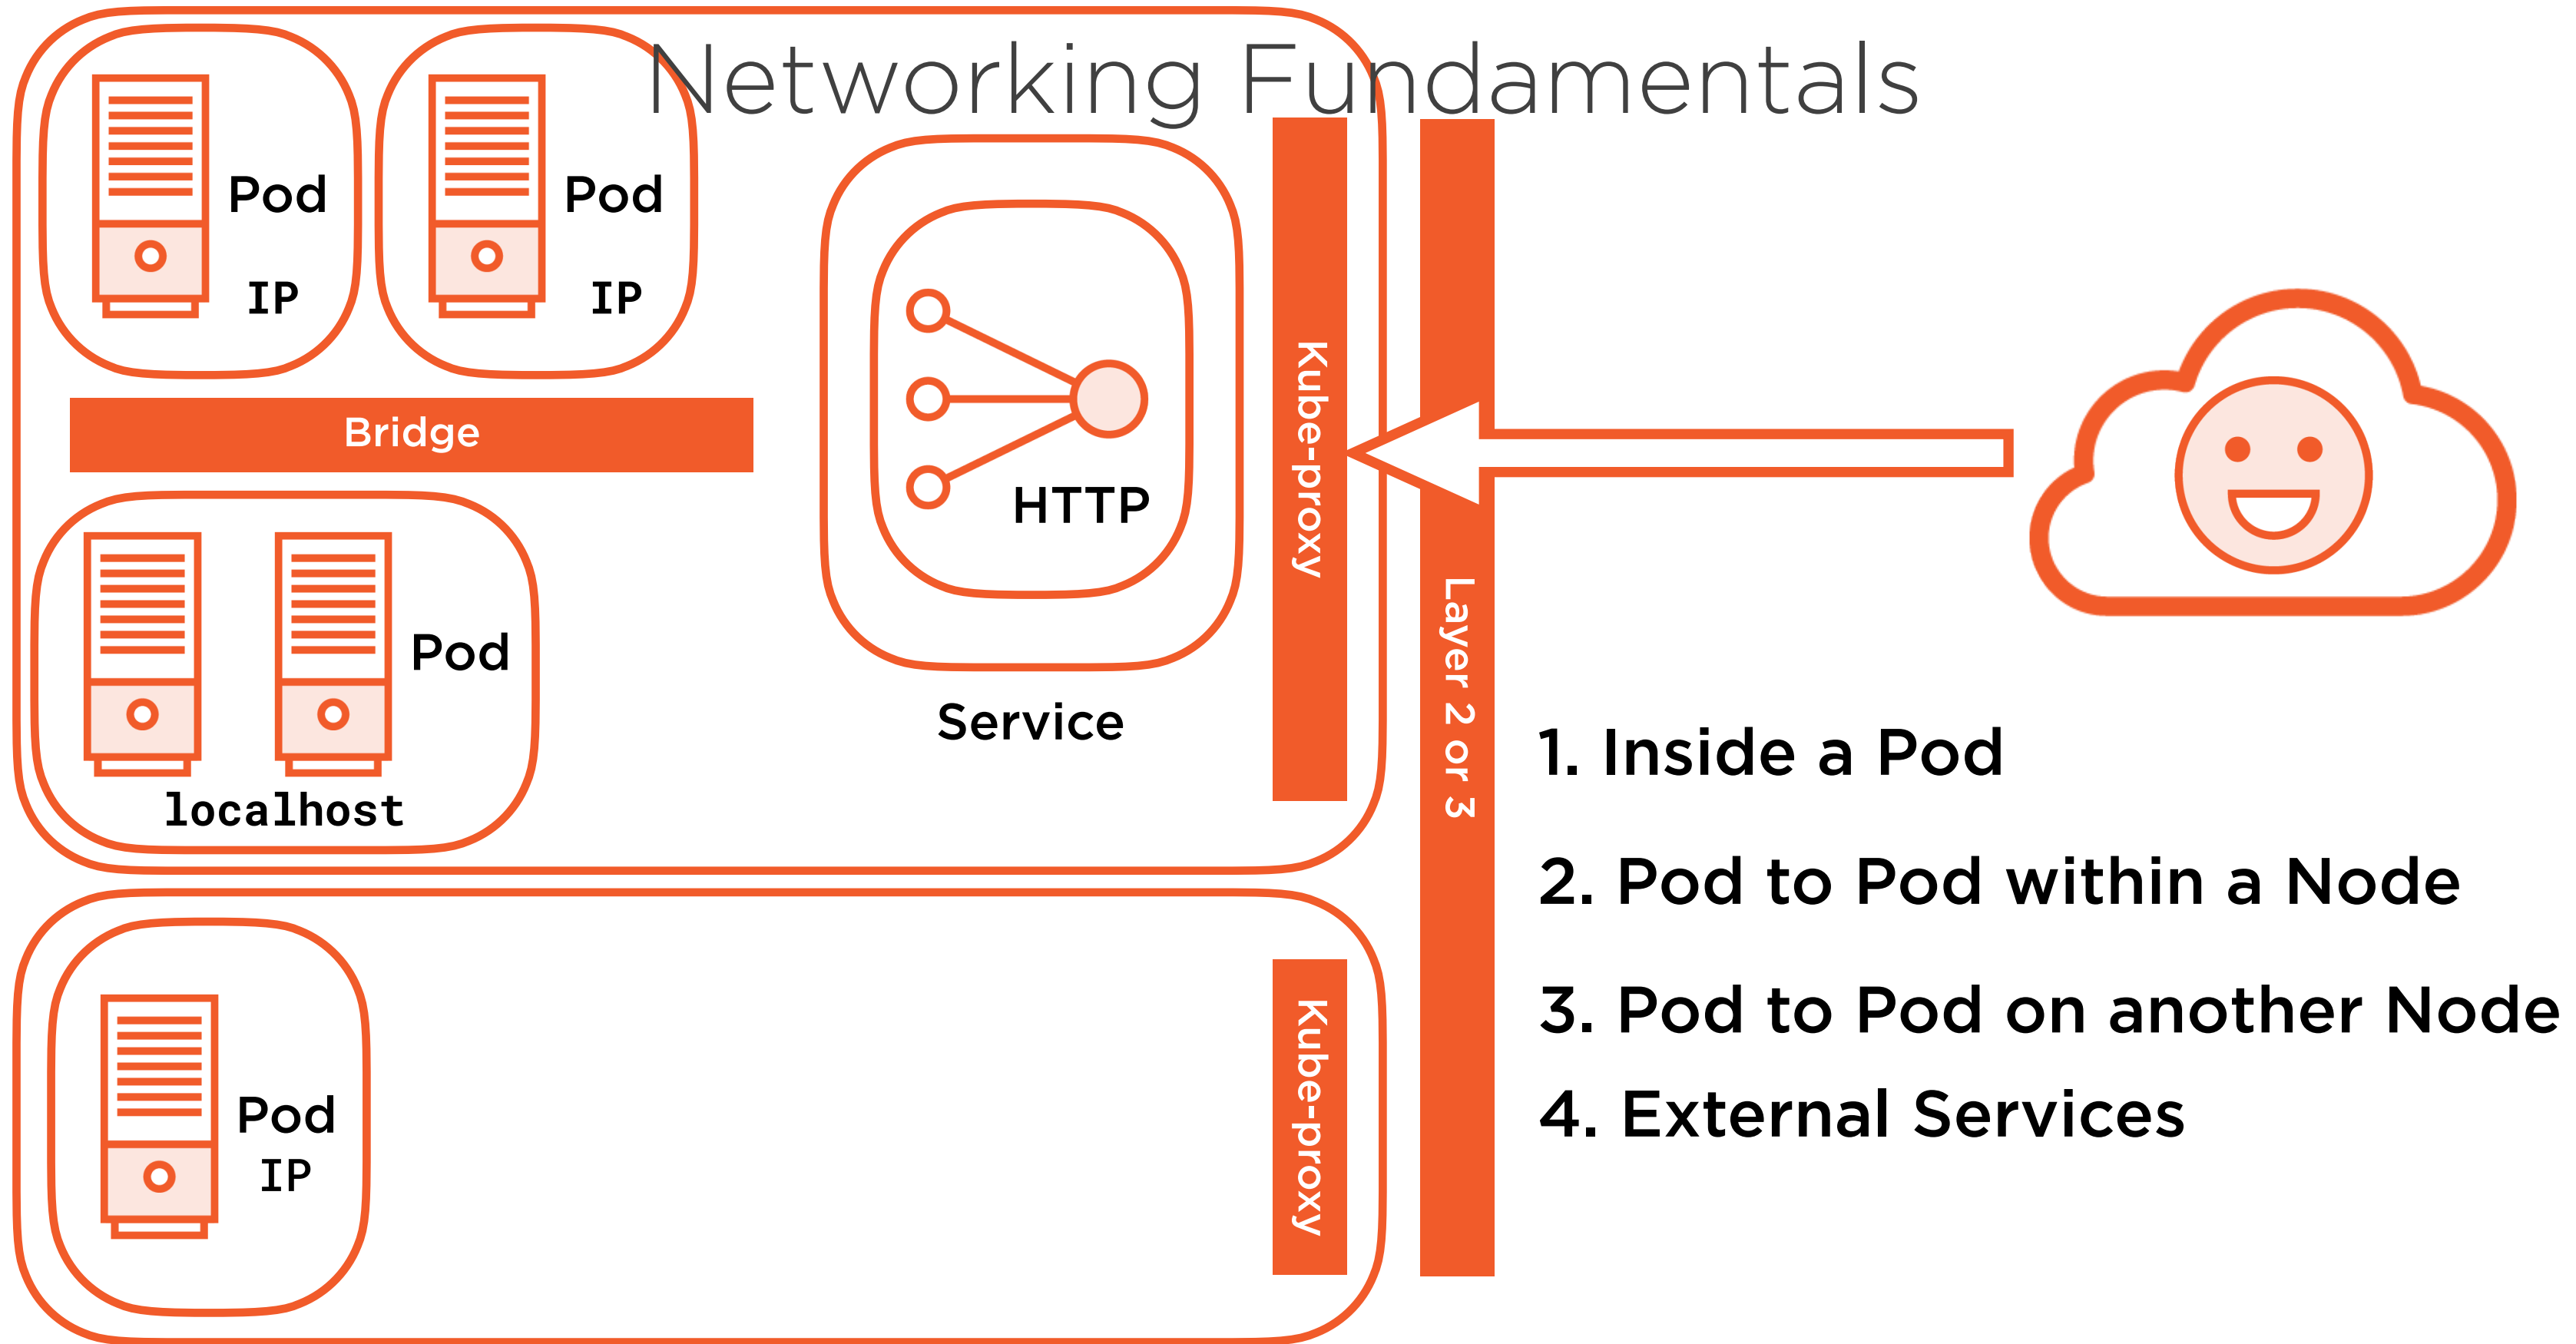 Networking Fundamentals
Pod
IP
Pod
IP
Bridge
Pod
localhost
HTTP
Service
Kube-proxy
Layer 2 or 3
Pod
IP
Kube-proxy
1. Inside a Pod
2. Pod to Pod within a Node
3. Pod to Pod on another Node
4. External Services